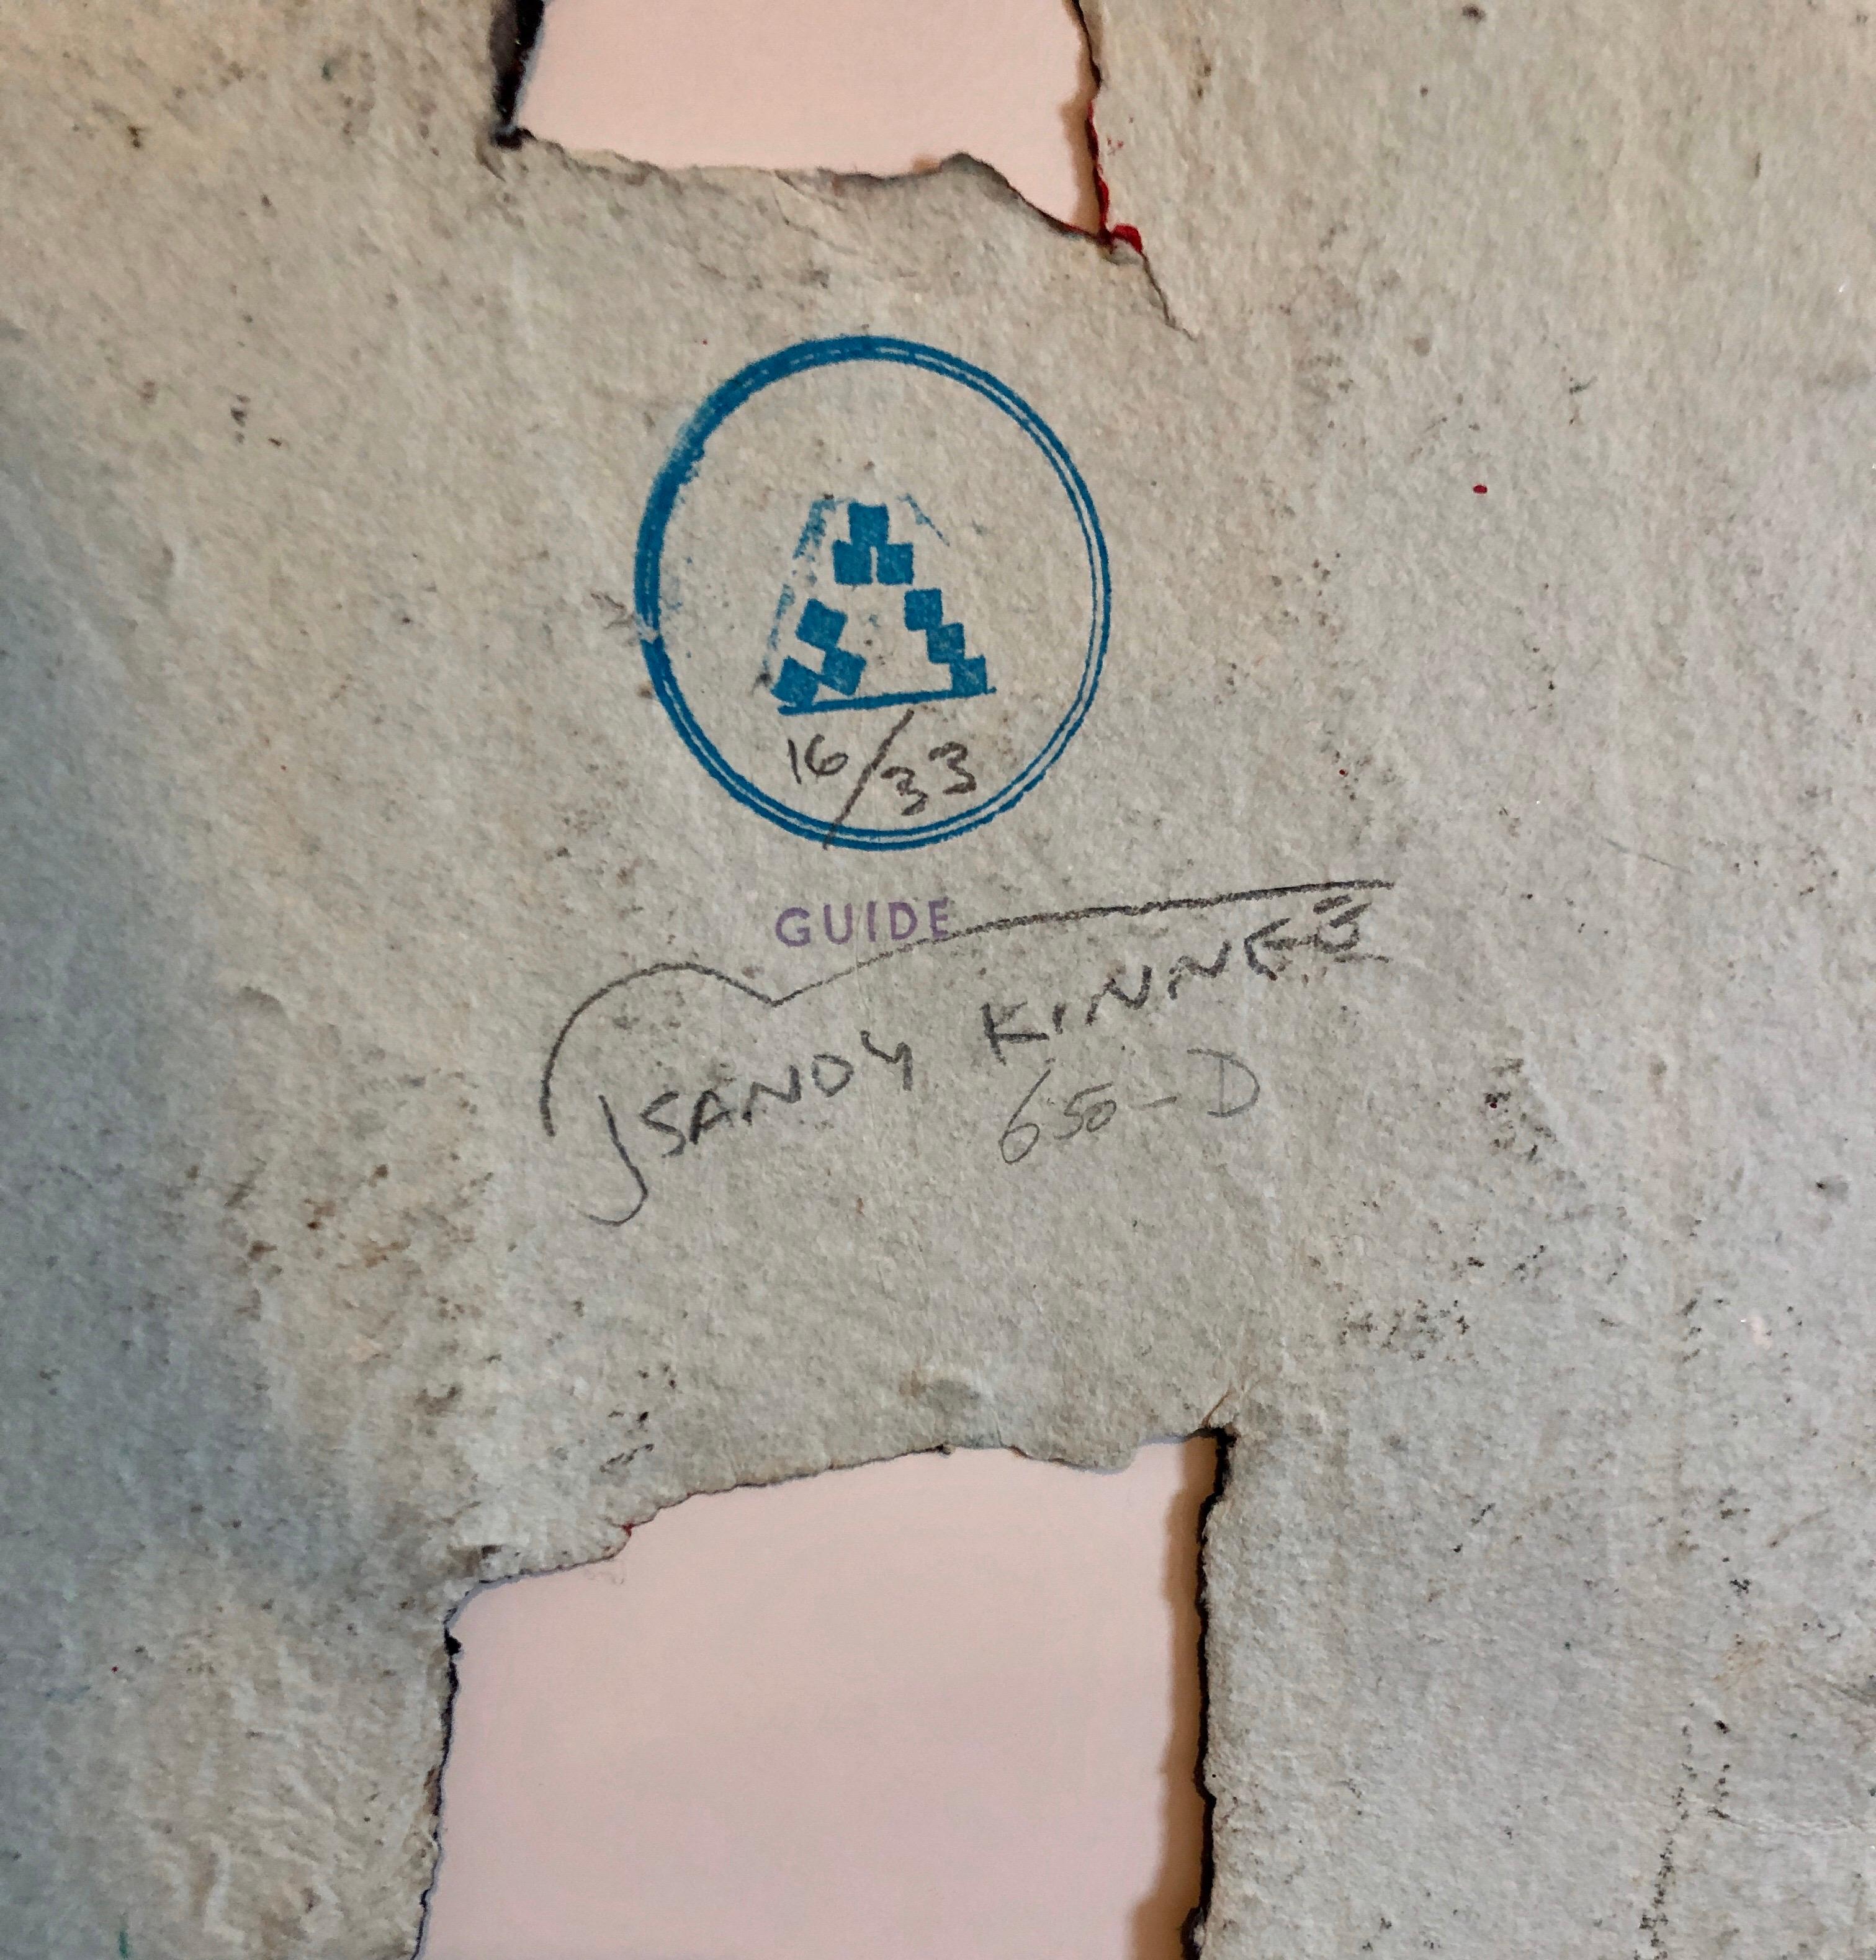 16/33
GUIDE
SANDY KINNEE
650-D